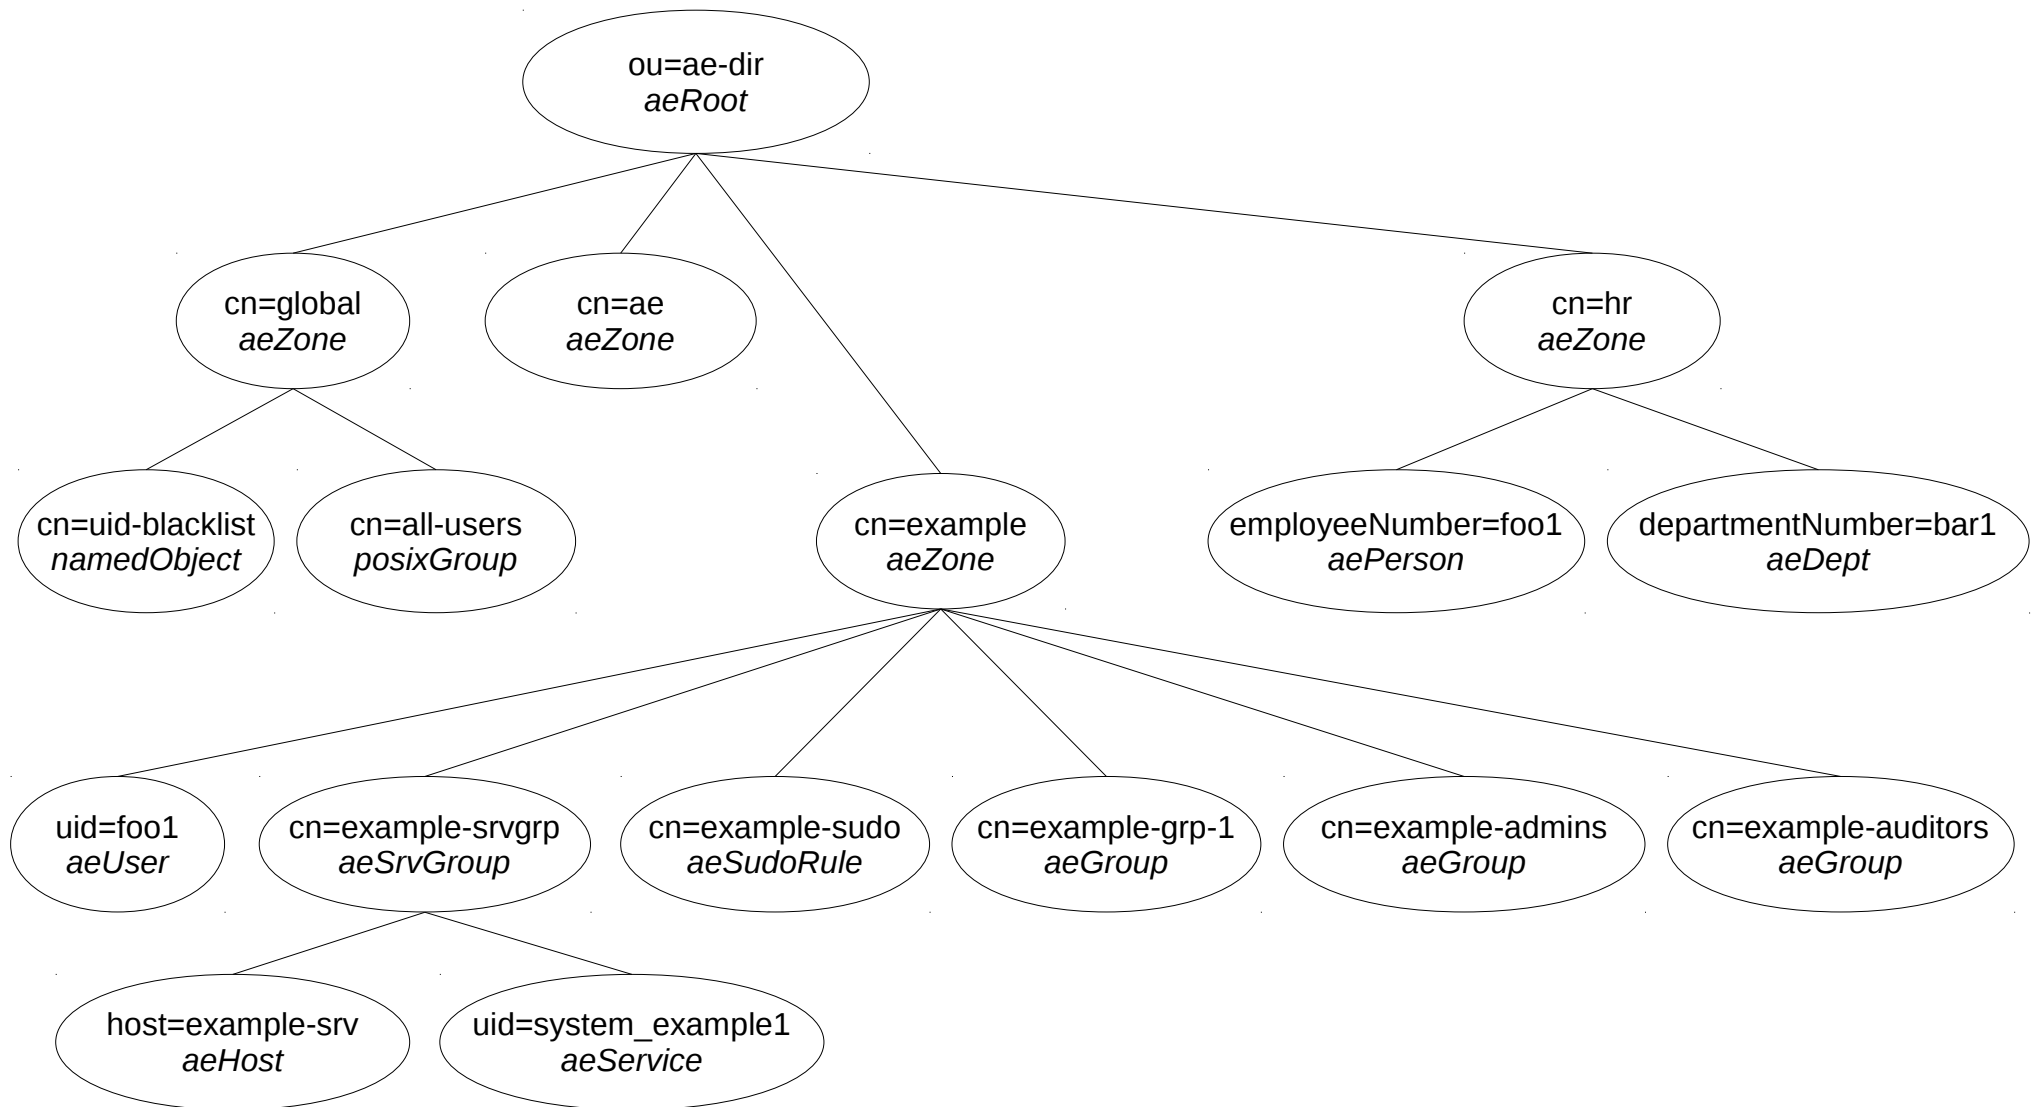 ou=ae-dir
aeRoot
cn=global
aeZone
cn=ae
aeZone
cn=hr
aeZone
cn=uid-blacklist
namedObject
cn=all-users
posixGroup
cn=example
aeZone
employeeNumber=foo1
aePerson
departmentNumber=bar1
aeDept
uid=foo1
aeUser
cn=example-srvgrp
aeSrvGroup
cn=example-sudo
aeSudoRule
cn=example-grp-1
aeGroup
cn=example-admins
aeGroup
cn=example-auditors
aeGroup
host=example-srv
aeHost
uid=system_example1
aeService